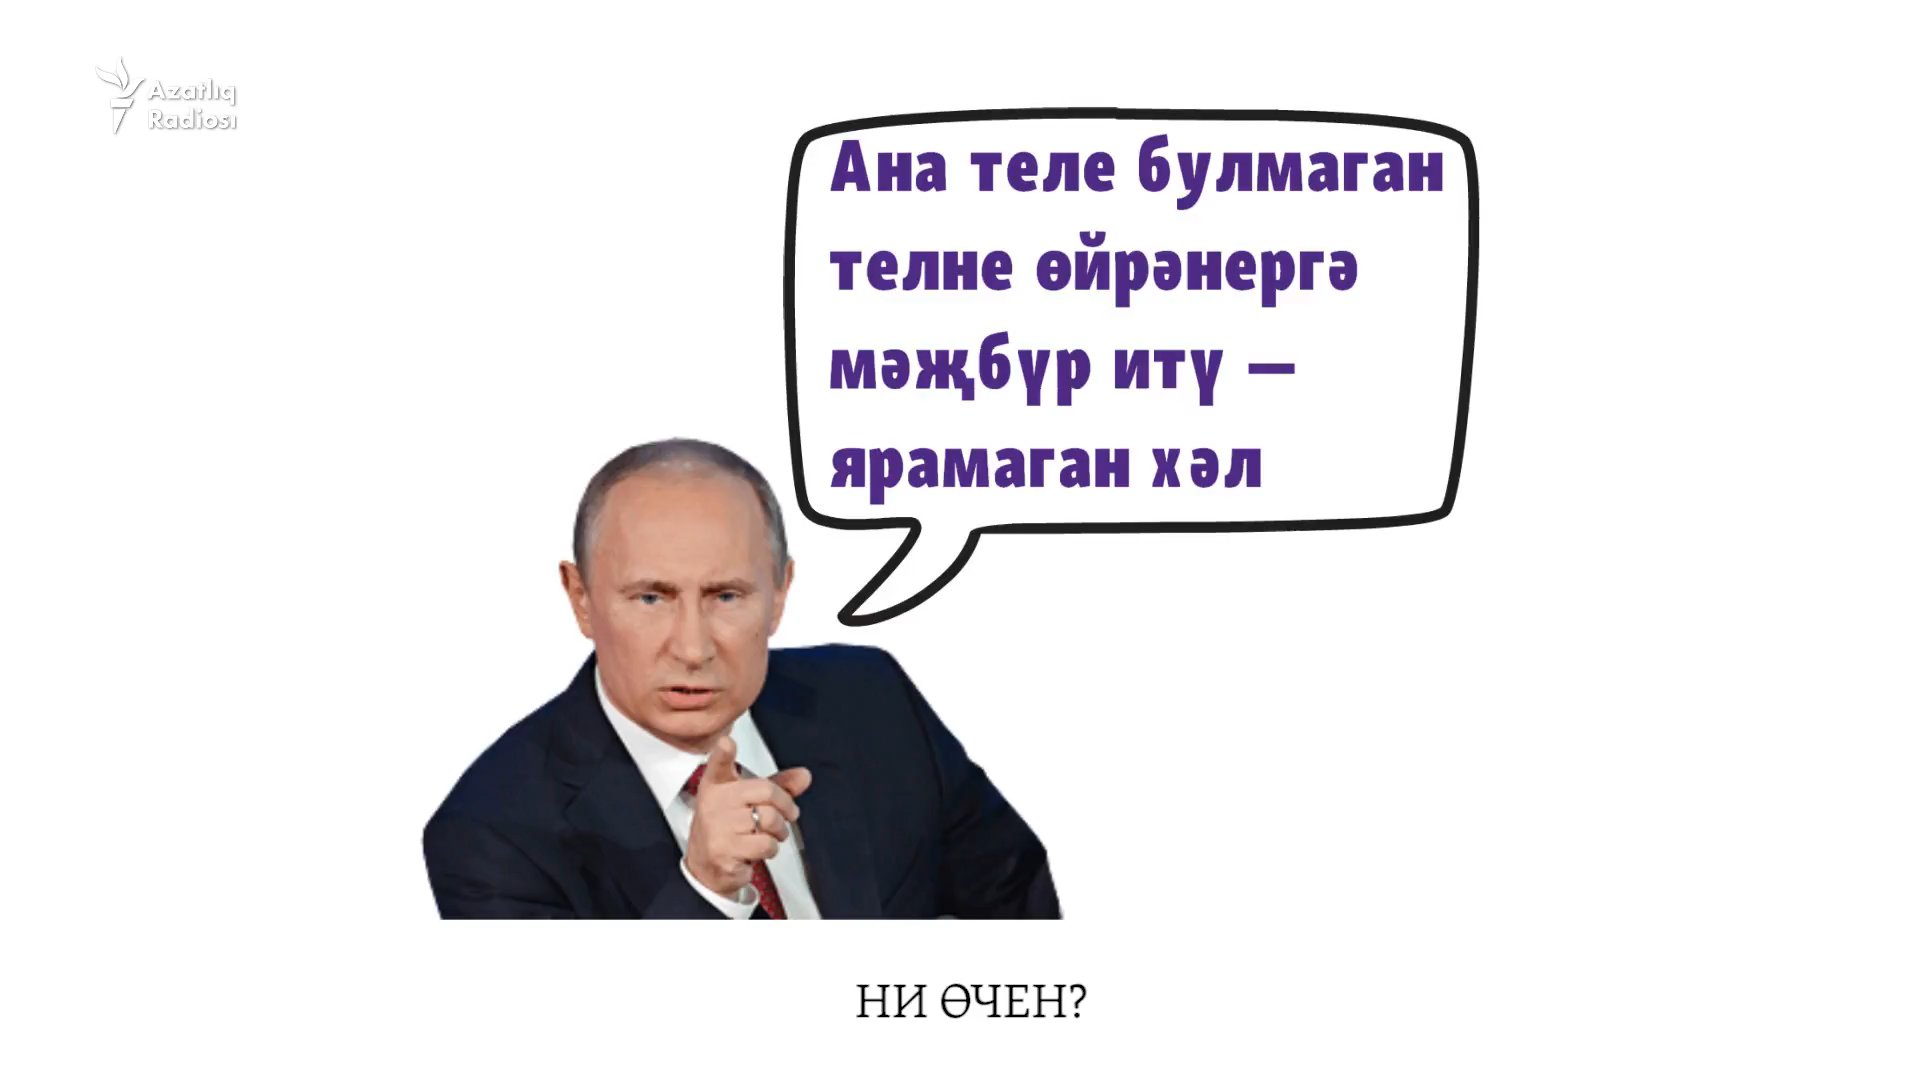 Azatlıq
Radiosı
Ана теле булмаган
телне өйрәнергә
мәҗбүр итү –
ярамаган хәл
НИ ӨЧЕН?